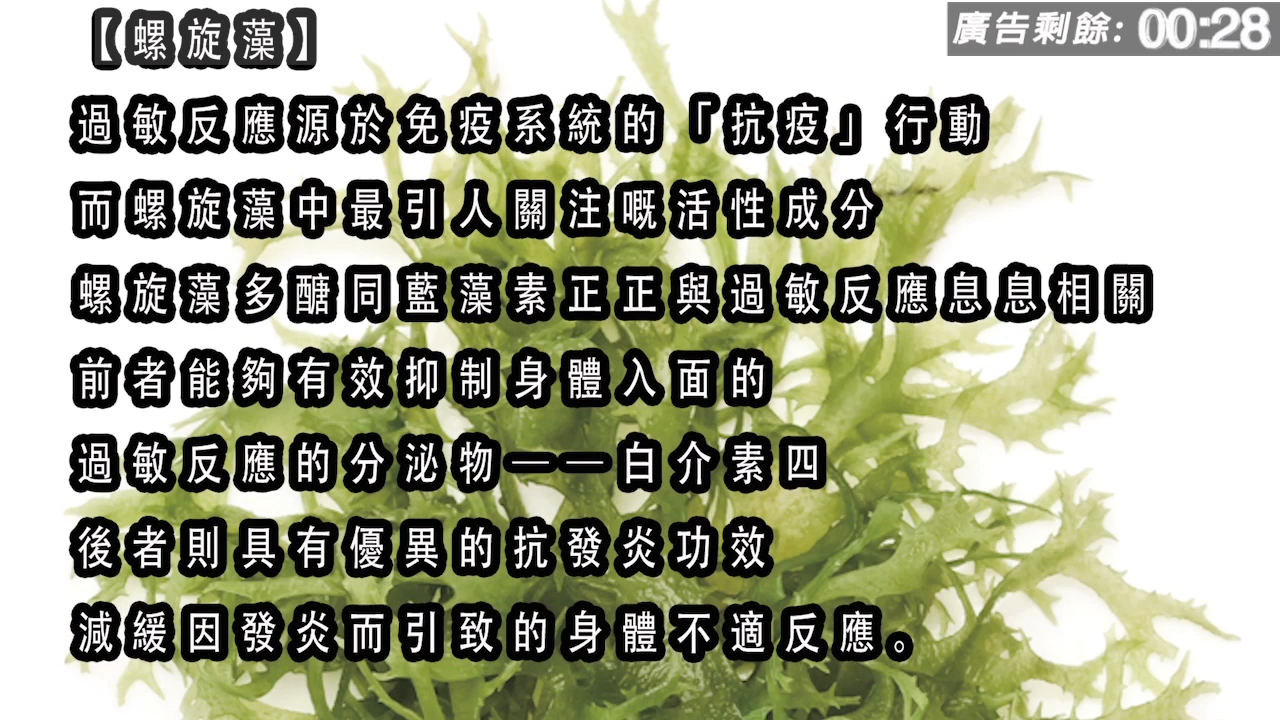 廣告剩餘: 00:28
【螺旋藻】
過敏反應源於免疫系統的『抗疫』行動
而螺旋藻中最引人關注嘅活性成分
螺旋藻多醣同藍藻素正正與過敏反應息息相關
前者能夠有效抑制身體入面的
過敏反應的分泌物——白介素四
後者則具有優異的抗發炎功效
減緩因發炎而引致的身體不適反應。